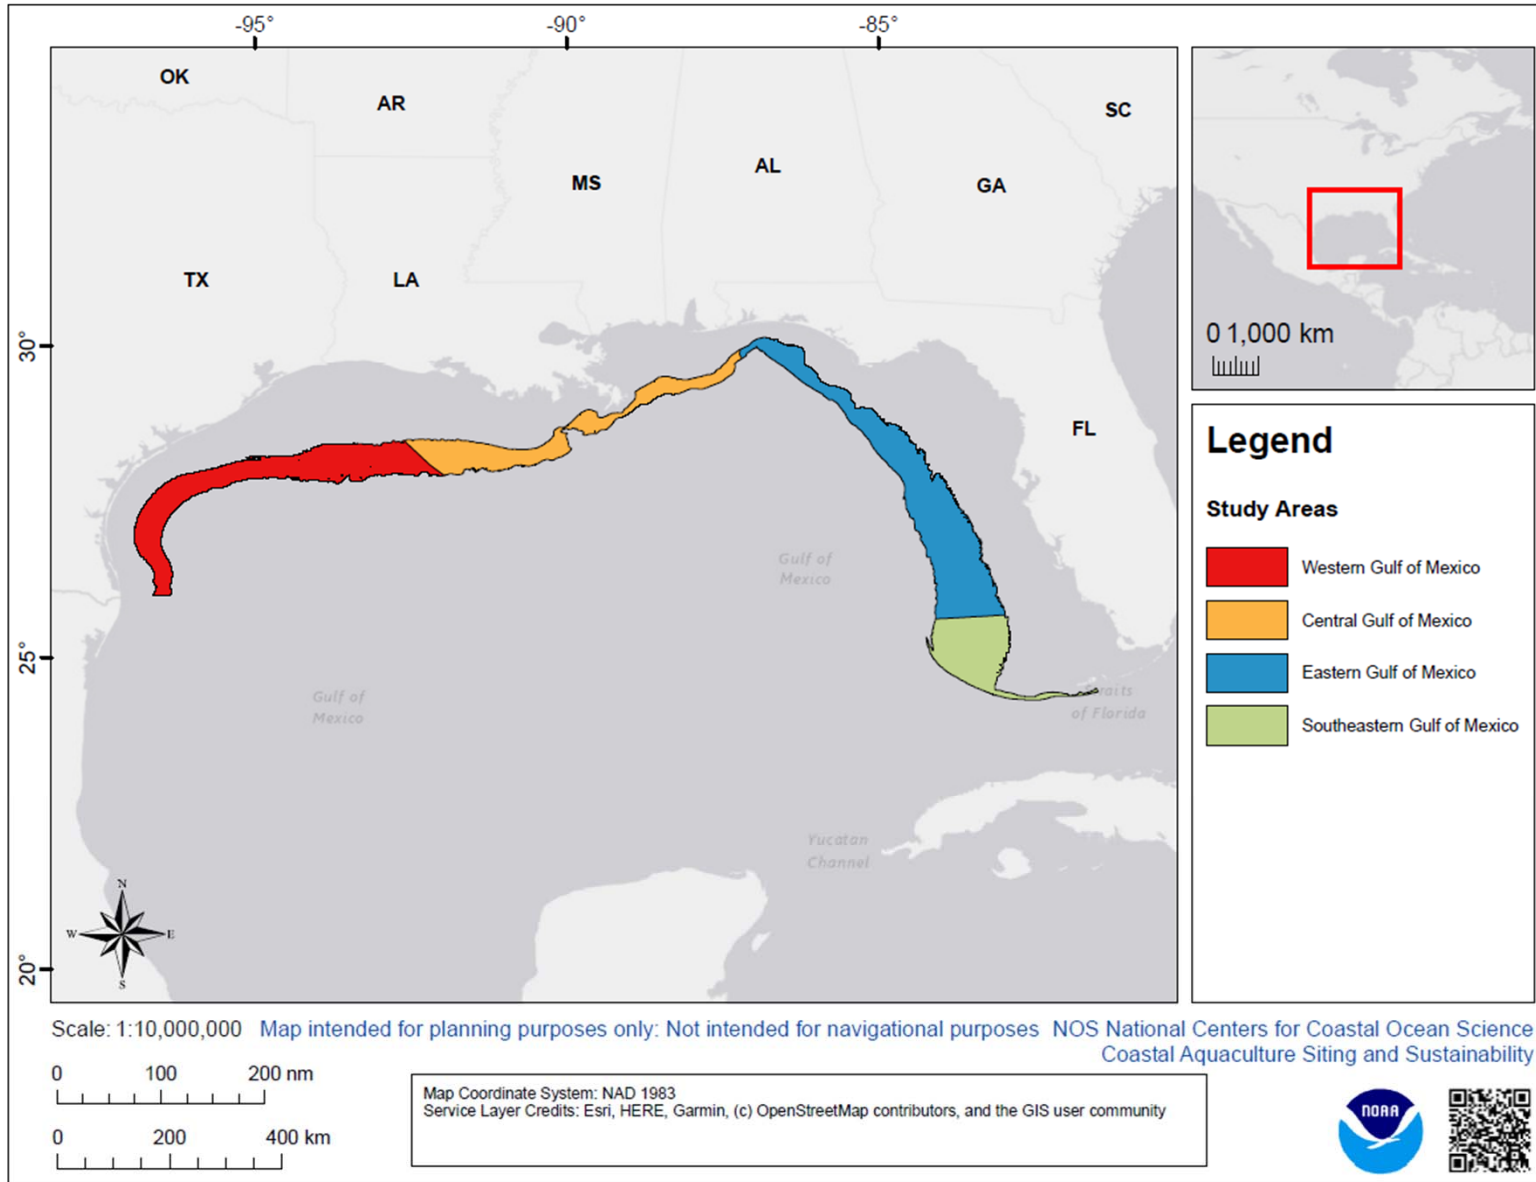 -95° -90° -85°
OK
AR
SC
AL
MS
GA
TX
LA
30°
FL
Gulf of
Mexico
25°
Gulf of
Mexico
Straits
of Florida
Yucatan
Channel
20°
N
W E
S
0 1,000 km
Legend
Study Areas
Western Gulf of Mexico
Central Gulf of Mexico
Eastern Gulf of Mexico
Southeastern Gulf of Mexico
Scale: 1:10,000,000 Map intended for planning purposes only: Not intended for navigational purposes NOS National Centers for Coastal Ocean Science
Coastal Aquaculture Siting and Sustainability
0 100 200 nm
0 200 400 km
Map Coordinate System: NAD 1983
Service Layer Credits: Esri, HERE, Garmin, (c) OpenStreetMap contributors, and the GIS user community
NOAA